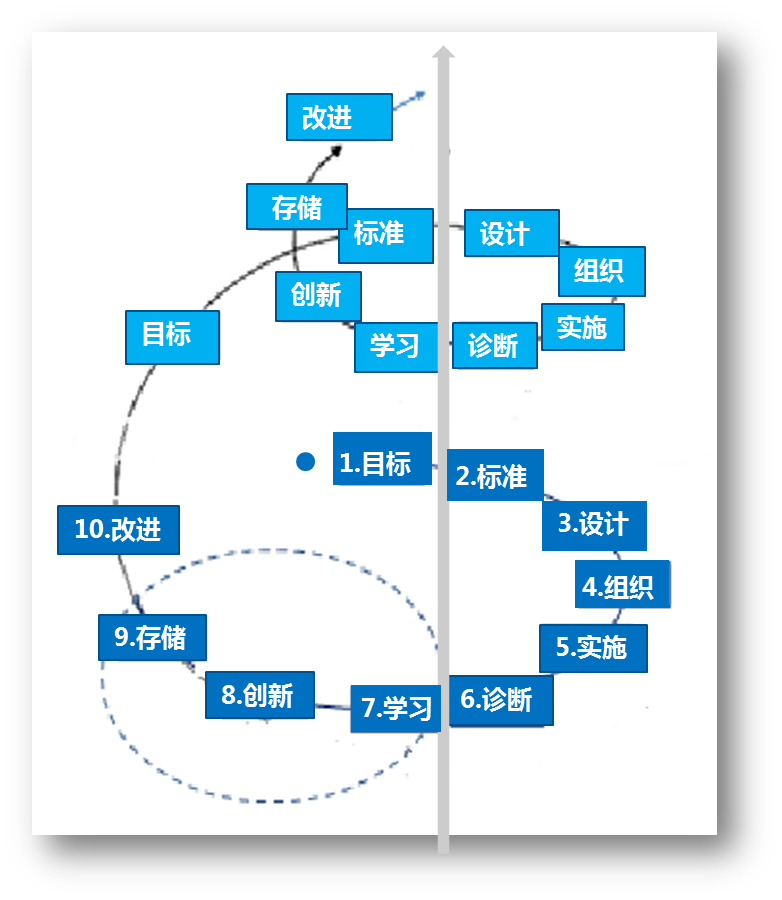 改进
存储
标准
设计
组织
创新
目标
实施
学习
诊断
1.目标
2.标准
3.设计
10.改进
4.组织
9.存储
5.实施
8.创新
7.学习
6.诊断